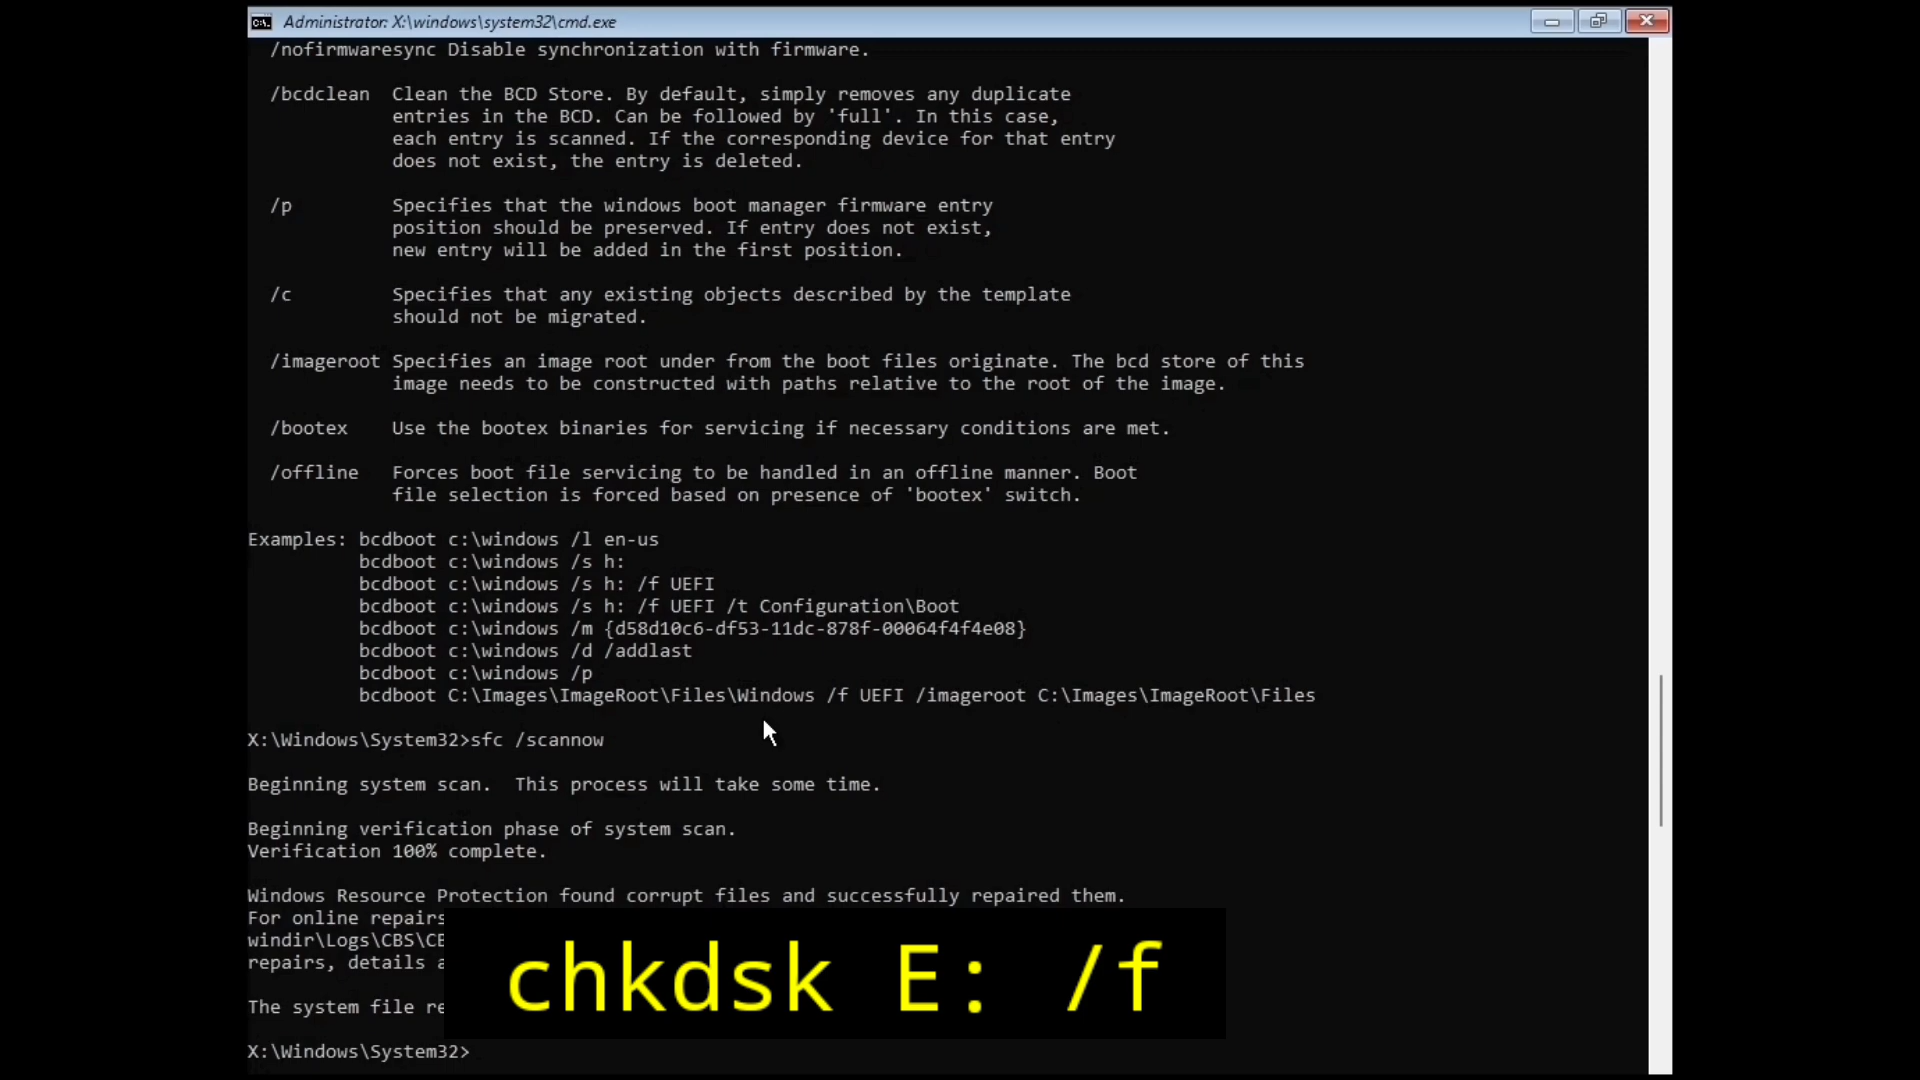 Administrator: X:\windows\system32\cmd.exe
/nofirmwaresync Disable synchronization with firmware.
/bcdclean Clean the BCD Store. By default, simply removes any duplicate
entries in the BCD. Can be followed by 'full'. In this case,
each entry is scanned. If the corresponding device for that entry
does not exist, the entry is deleted.
/p Specifies that the windows boot manager firmware entry
position should be preserved. If entry does not exist,
new entry will be added in the first position.
/c Specifies that any existing objects described by the template
should not be migrated.
/imageroot Specifies an image root under from the boot files originate. The bcd store of this
image needs to be constructed with paths relative to the root of the image.
/bootex Use the bootex binaries for servicing if necessary conditions are met.
/offline Forces boot file servicing to be handled in an offline manner. Boot
file selection is forced based on presence of 'bootex' switch.
Examples: bcdboot c:\windows /l en-us
bcdboot c:\windows /s h:
bcdboot c:\windows /s h: /f UEFI
bcdboot c:\windows /s h: /f UEFI /t Configuration\Boot
bcdboot c:\windows /m {d58d10c6-df53-11dc-878f-00064f4f4e08}
bcdboot c:\windows /d /addlast
bcdboot c:\windows /p
bcdboot C:\Images\ImageRoot\Files\Windows /f UEFI /imageroot C:\Images\ImageRoot\Files
X:\Windows\System32>sfc /scannow
Beginning system scan. This process will take some time.
Beginning verification phase of system scan.
Verification 100% complete.
Windows Resource Protection found corrupt files and successfully repaired them.
For online repairs
windir\Logs\CBS\
repairs, details
The system file
X:\Windows\System32>
chkdsk E: /f